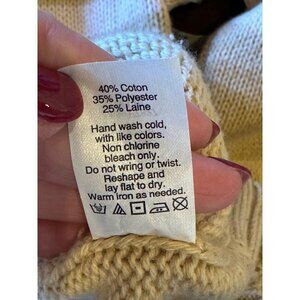 40% Coton
35% Polyester
25% Laine
Hand wash cold,
with like colors.
Non chlorine
bleach only.
Do not wring or twist.
Reshape and
lay flat to dry.
Warm iron as needed.